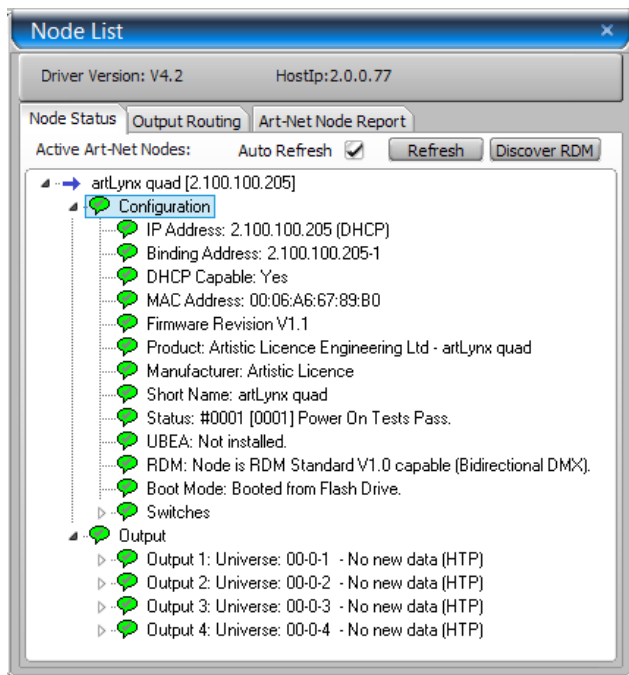 Node List
Driver Version: V4.2 HostIp:2.0.0.77
Node Status Output Routing Art-Net Node Report
Active Art-Net Nodes: Auto Refresh Refresh Discover RDM
artLynx quad [2.100.100.205]
Configuration
IP Address: 2.100.100.205 (DHCP)
Binding Address: 2.100.100.205-1
DHCP Capable: Yes
MAC Address: 00:06:A6:67:89:B0
Firmware Revision V1.1
Product: Artistic Licence Engineering Ltd - artLynx quad
Manufacturer: Artistic Licence
Short Name: artLynx quad
Status: #0001 [0001] Power On Tests Pass.
UBEA: Not installed.
RDM: Node is RDM Standard V1.0 capable (Bidirectional DMX).
Boot Mode: Booted from Flash Drive.
Switches
Output
Output 1: Universe: 00-0-1 - No new data (HTP)
Output 2: Universe: 00-0-2 - No new data (HTP)
Output 3: Universe: 00-0-3 - No new data (HTP)
Output 4: Universe: 00-0-4 - No new data (HTP)